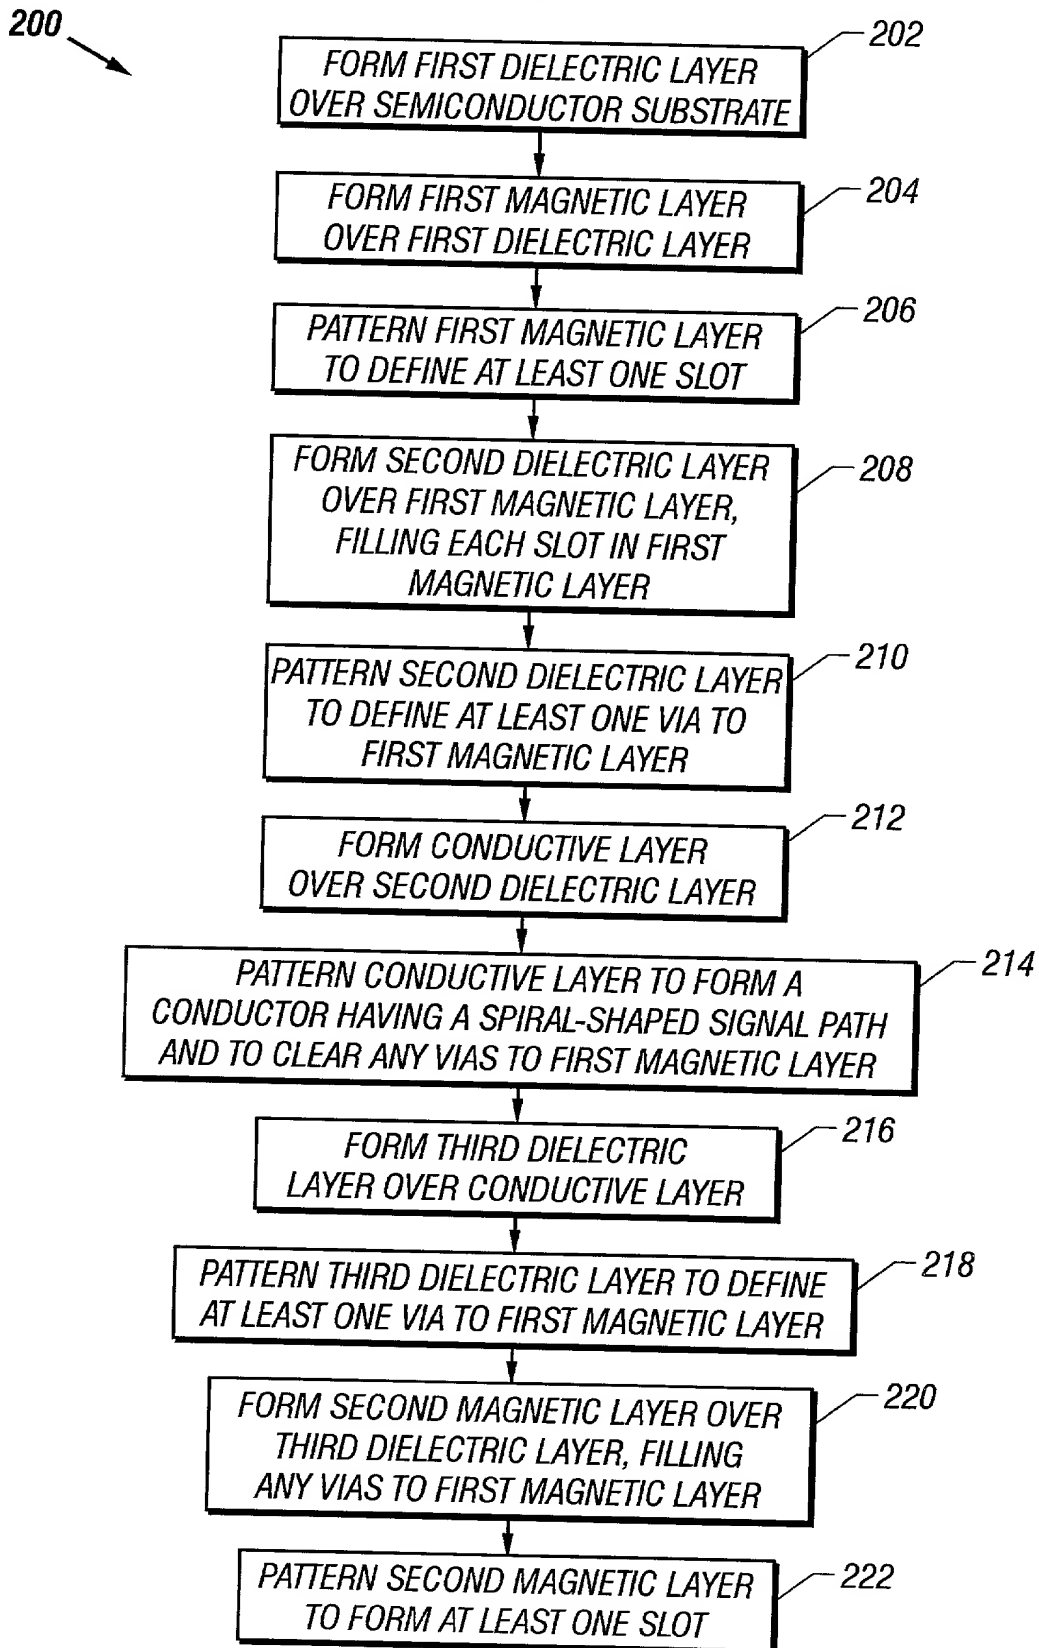 200
202
FORM FIRST DIELECTRIC LAYER
OVER SEMICONDUCTOR SUBSTRATE
204
FORM FIRST MAGNETIC LAYER
OVER FIRST DIELECTRIC LAYER
206
PATTERN FIRST MAGNETIC LAYER
TO DEFINE AT LEAST ONE SLOT
208
FORM SECOND DIELECTRIC LAYER
OVER FIRST MAGNETIC LAYER,
FILLING EACH SLOT IN FIRST
MAGNETIC LAYER
210
PATTERN SECOND DIELECTRIC LAYER
TO DEFINE AT LEAST ONE VIA TO
FIRST MAGNETIC LAYER
212
FORM CONDUCTIVE LAYER
OVER SECOND DIELECTRIC LAYER
214
PATTERN CONDUCTIVE LAYER TO FORM A
CONDUCTOR HAVING A SPIRAL-SHAPED SIGNAL PATH
AND TO CLEAR ANY VIAS TO FIRST MAGNETIC LAYER
216
FORM THIRD DIELECTRIC
LAYER OVER CONDUCTIVE LAYER
218
PATTERN THIRD DIELECTRIC LAYER TO DEFINE
AT LEAST ONE VIA TO FIRST MAGNETIC LAYER
220
FORM SECOND MAGNETIC LAYER OVER
THIRD DIELECTRIC LAYER, FILLING
ANY VIAS TO FIRST MAGNETIC LAYER
222
PATTERN SECOND MAGNETIC LAYER
TO FORM AT LEAST ONE SLOT